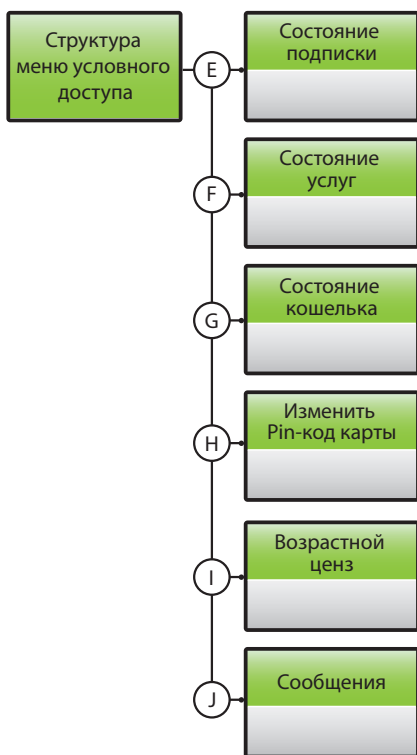 Структура
меню условного
доступа
E
Состояние
подписки
F
Состояние
услуг
G
Состояние
кошелька
H
Изменить
Pin-код карты
I
Возрастной
ценз
J
Сообщения